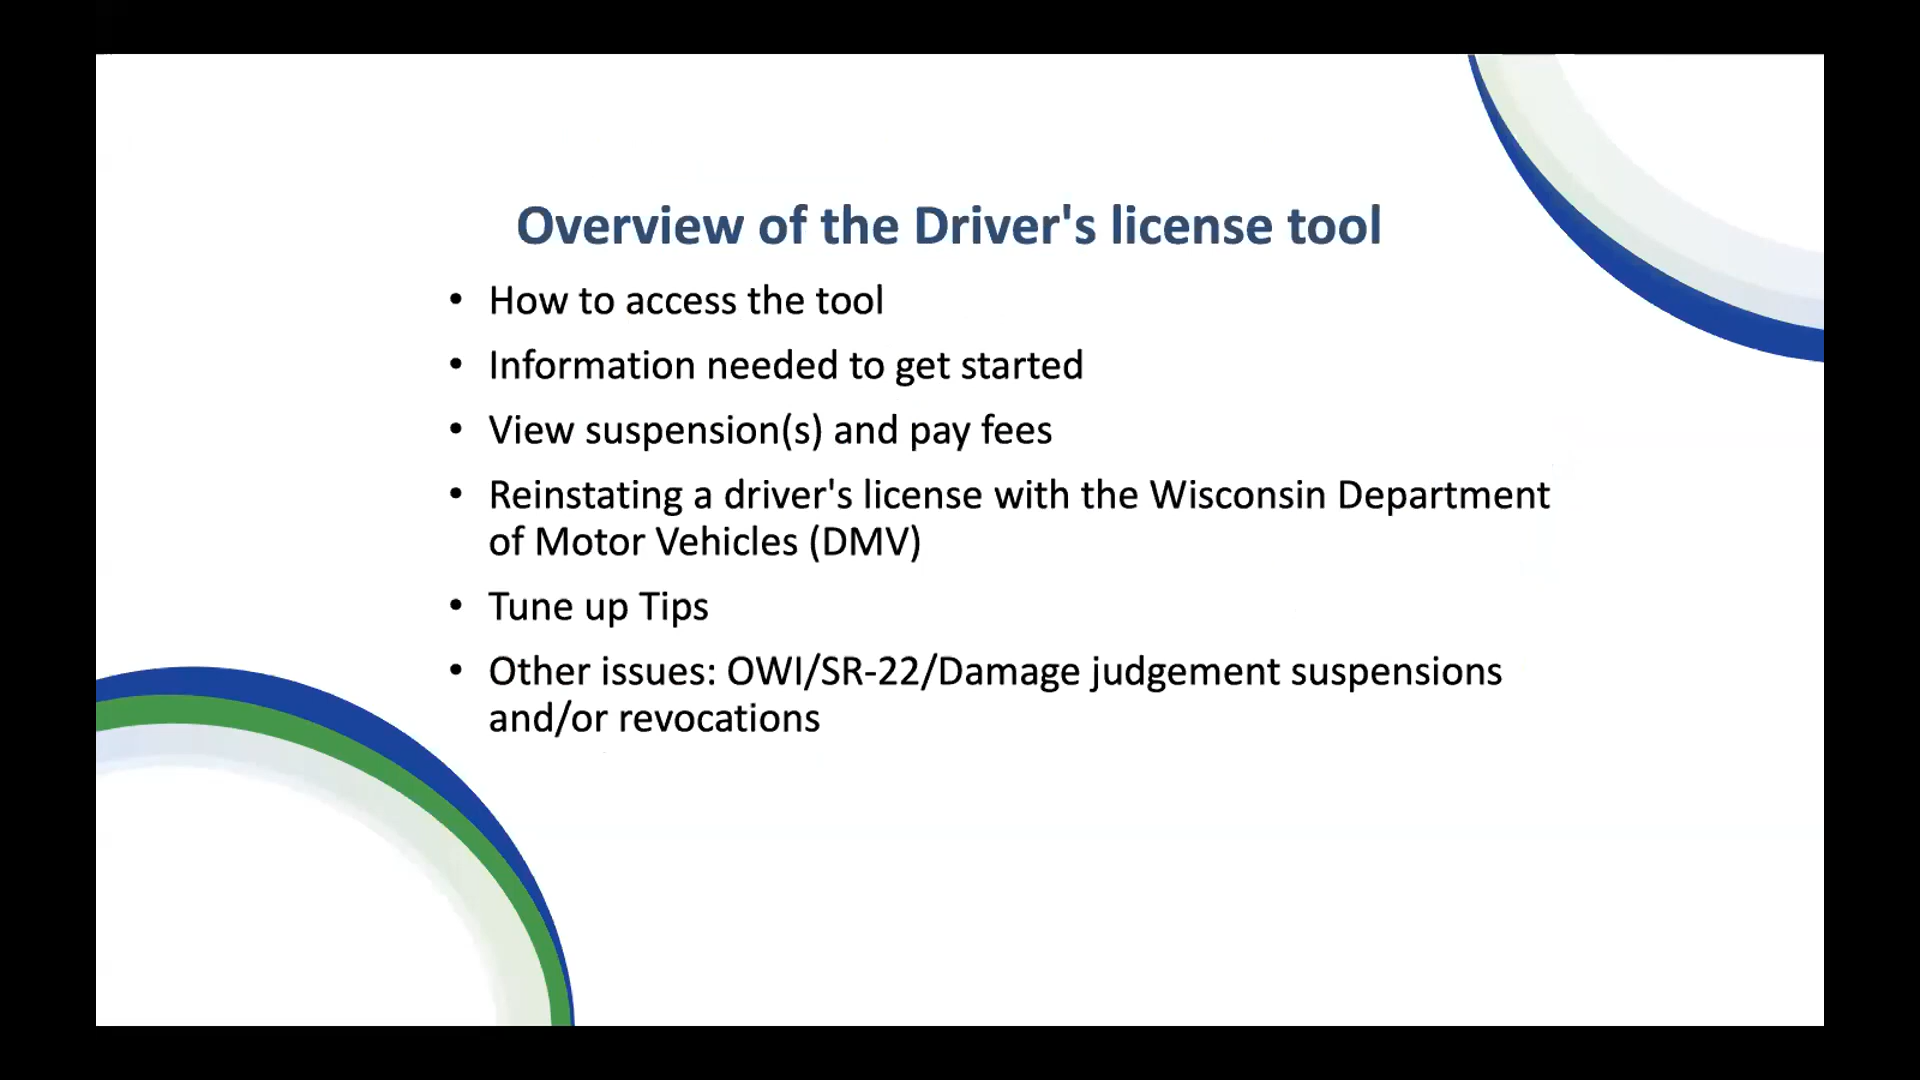 Overview of the Driver's license tool
• How to access the tool
• Information needed to get started
• View suspension(s) and pay fees
• Reinstating a driver's license with the Wisconsin Department
of Motor Vehicles (DMV)
• Tune up Tips
• Other issues: OWI/SR-22/Damage judgement suspensions
and/or revocations